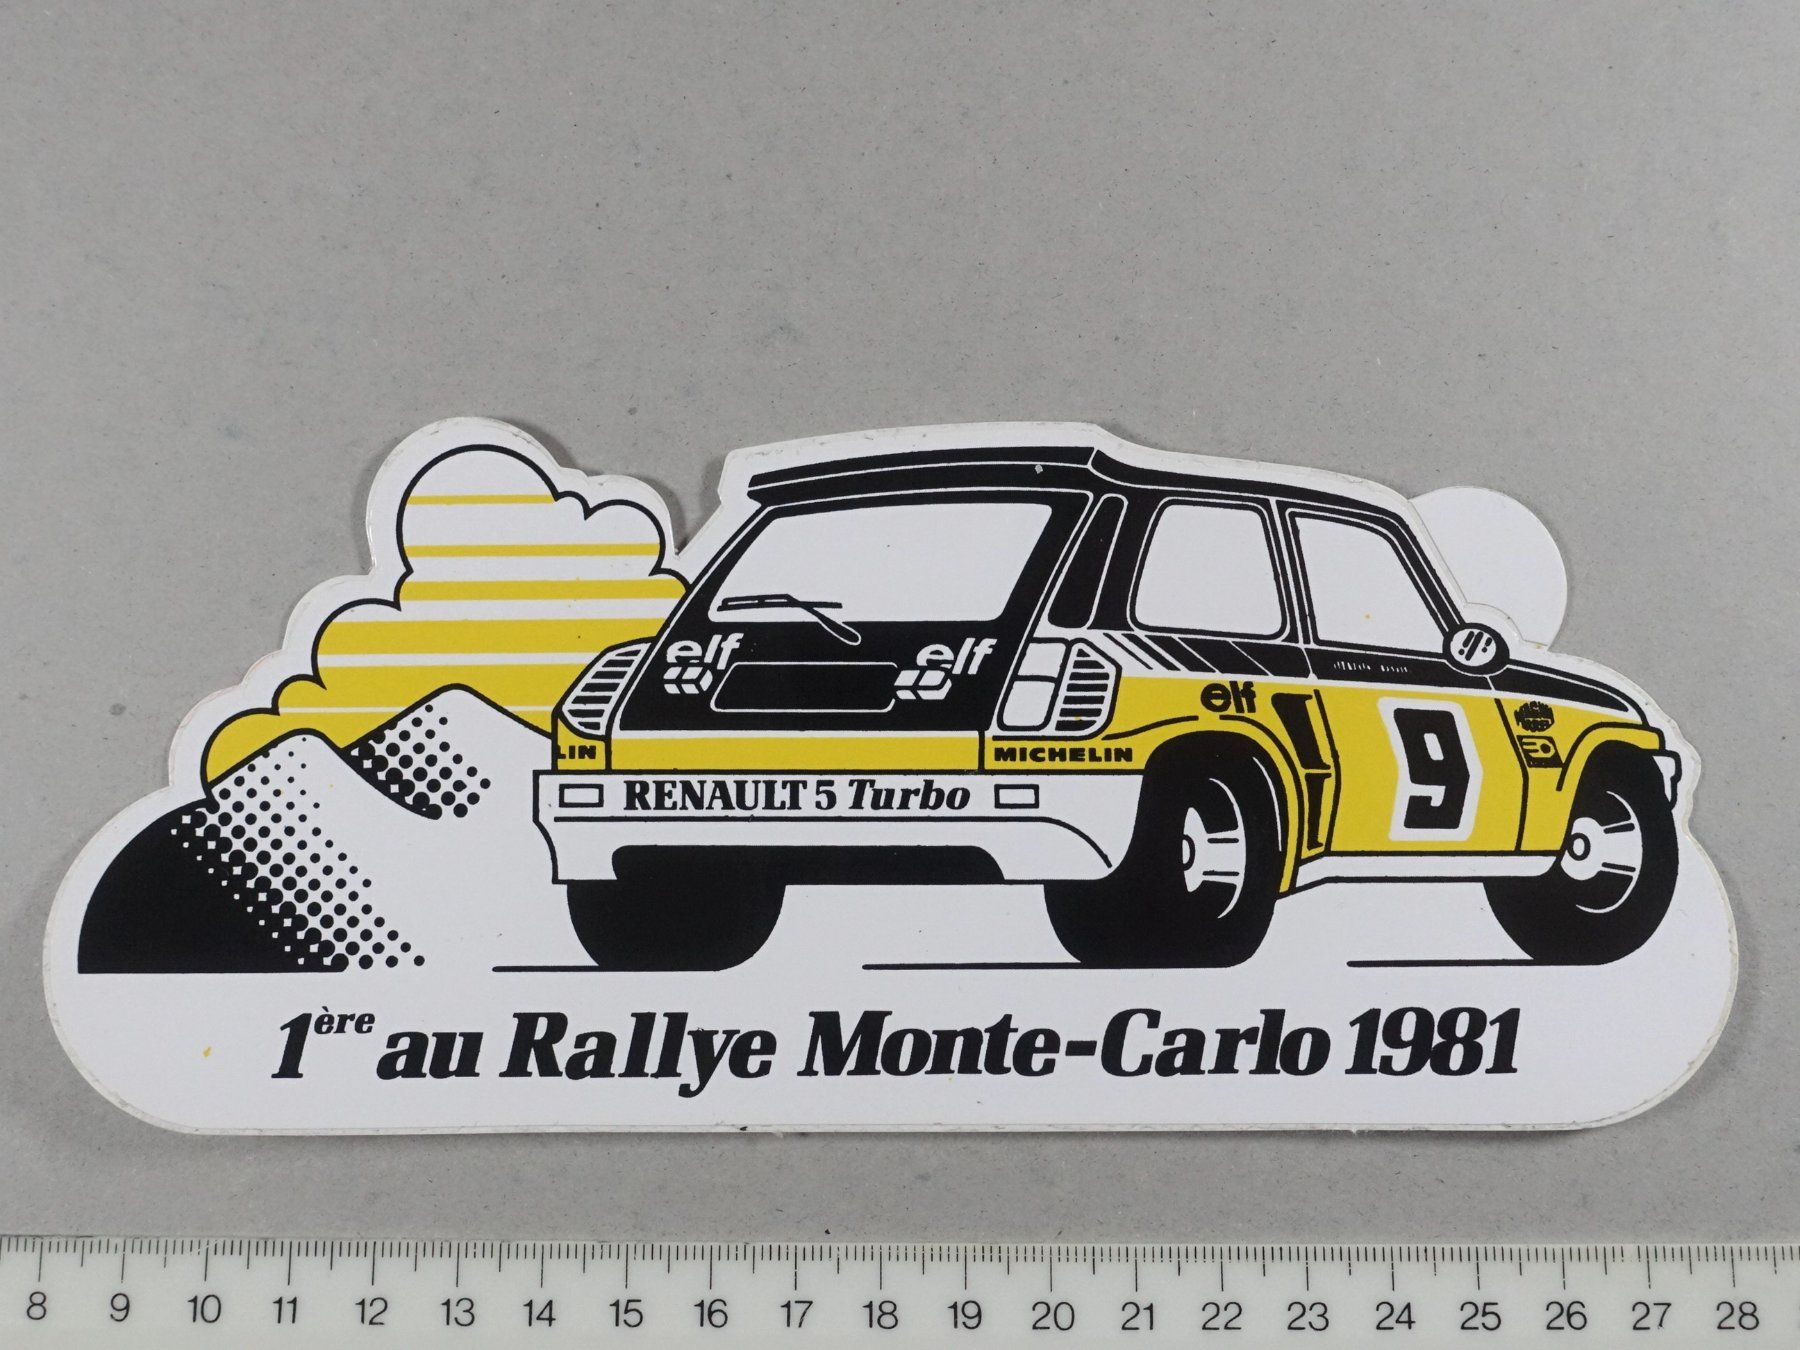 elf elf
elf
LIN MICHELIN
9
RENAULT 5 Turbo
1ère au Rallye Monte-Carlo 1981
8 9 10 11 12 13 14 15 16 17 18 19 20 21 22 23 24 25 26 27 28